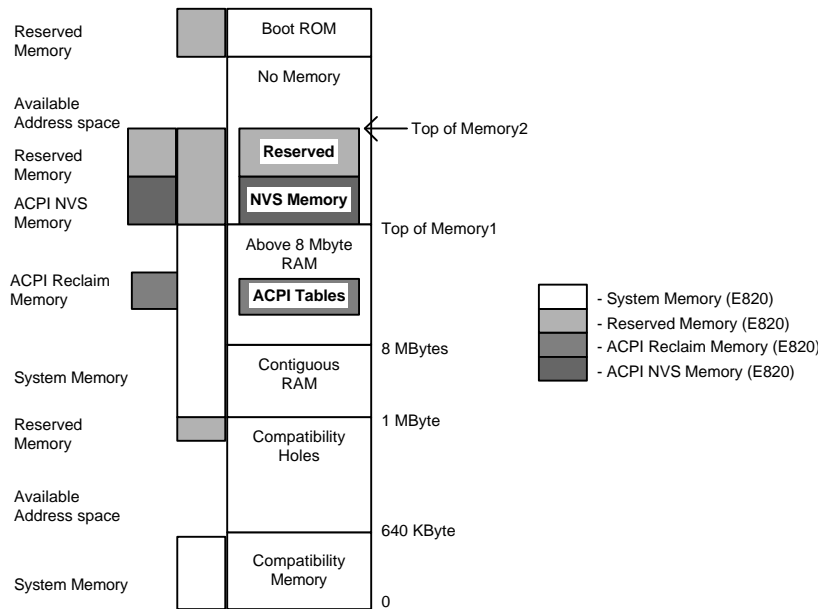 Reserved
Memory
Boot ROM
No Memory
Available
Address space
Top of Memory2
Reserved
Memory
Reserved
ACPI NVS
Memory
NVS Memory
Top of Memory1
Above 8 Mbyte
RAM
ACPI Reclaim
Memory
ACPI Tables
8 MBytes
System Memory
Contiguous
RAM
1 MByte
Reserved
Memory
Compatibility
Holes
Available
Address space
640 KByte
System Memory
Compatibility
Memory
0
- System Memory (E820)
- Reserved Memory (E820)
- ACPI Reclaim Memory (E820)
- ACPI NVS Memory (E820)